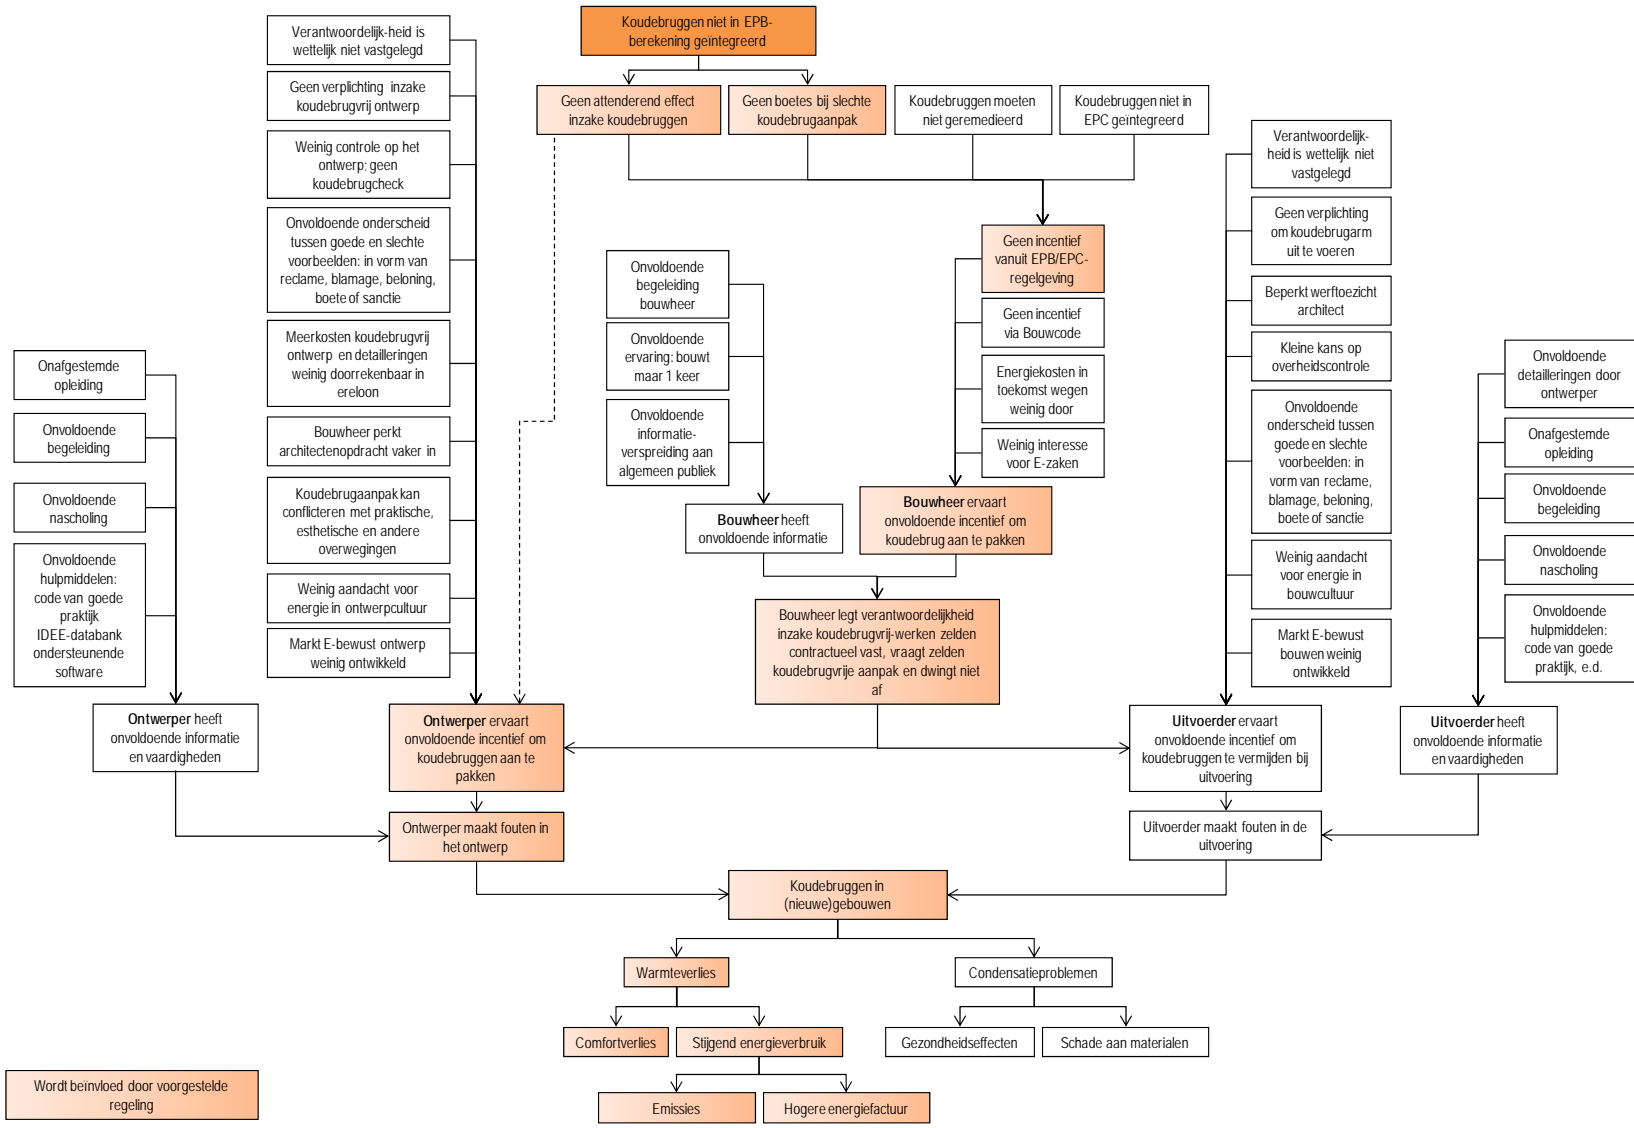 Koudebruggen niet in EPB-
berekening geïntegreerd
Geen attenderend effect
inzake koudebruggen
Geen boetes bij slechte
koudebrugaanpak
Koudebruggen moeten
niet geremedieerd
Koudebruggen niet in
EPC geïntegreerd
Verantwoordelijk-heid is
wettelijk niet vastgelegd
Geen verplichting inzake
koudebrugvrij ontwerp
Weinig controle op het
ontwerp; geen
koudebrugcheck
Onvoldoende onderscheid
tussen goede en slechte
voorbeelden: in vorm van
reclame, blamage, beloning,
boete of sanctie
Meerkosten koudebrugvrij
ontwerp en detailleringen
weinig doorrekenbaar in
ereloon
Bouwheer perkt
architectenopdracht vaker in
Koudebrugaanpak kan
conflicteren met praktische,
esthetische en andere
overwegingen
Weinig aandacht voor
energie in ontwerpcultuur
Markt E-bewust ontwerp
weinig ontwikkeld
Onafgestemde
opleiding
Onvoldoende
begeleiding
Onvoldoende
nascholing
Onvoldoende
hulpmiddelen:
code van goede
praktijk
IDEE-databank
ondersteunende
software
Onvoldoende
begeleiding
bouwheer
Onvoldoende
ervaring: bouwt
maar 1 keer
Onvoldoende
informatie-
verspreiding aan
algemeen publiek
Geen incentief
vanuit EPB/EPC-
regelgeving
Geen incentief
via Bouwcode
Energiekosten in
toekomst wegen
weinig door
Weinig interesse
voor E-zaken
Verantwoordelijk-
heid is wettelijk niet
vastgelegd
Geen verplichting
om koudebrugarm
uit te voeren
Beperkt werftoezicht
architect
Kleine kans op
overheidscontrole
Onvoldoende
onderscheid tussen
goede en slechte
voorbeelden: in
vorm van reclame,
blamage, beloning,
boete of sanctie
Weinig aandacht
voor energie in
bouwcultuur
Markt E-bewust
bouwen weinig
ontwikkeld
Onvoldoende
detailleringen door
ontwerper
Onafgestemde
opleiding
Onvoldoende
begeleiding
Onvoldoende
nascholing
Onvoldoende
hulpmiddelen:
code van goede
praktijk, e.d.
Bouwheer heeft
onvoldoende informatie
Bouwheer ervaart
onvoldoende incentief om
koudebrug aan te pakken
Bouwheer legt verantwoordelijkheid
inzake koudebrugvrij-werken zelden
contractueel vast, vraagt zelden
koudebrugvrije aanpak en dwingt niet
af
Ontwerper heeft
onvoldoende informatie
en vaardigheden
Ontwerper ervaart
onvoldoende incentief om
koudebruggen aan te
pakken
Uitvoerder ervaart
onvoldoende incentief om
koudebruggen te vermijden bij
uitvoering
Uitvoerder heeft
onvoldoende informatie
en vaardigheden
Ontwerper maakt fouten in
het ontwerp
Uitvoerder maakt fouten in de
uitvoering
Koudebruggen in
(nieuwe)gebouwen
Warmteverlies
Condensatieproblemen
Comfortverlies
Stijgend energieverbruik
Gezondheidseffecten
Schade aan materialen
Emissies
Hogere energiefactuur
Wordt beïnvloed door voorgestelde
regeling